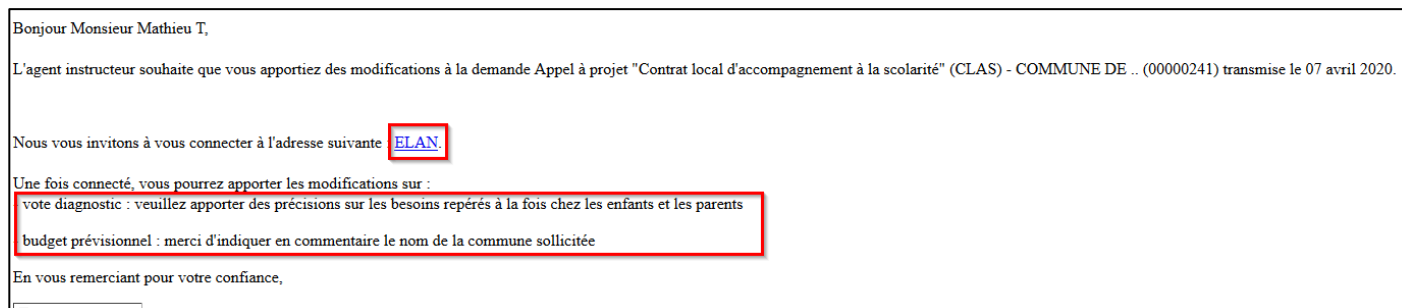 Bonjour Monsieur Mathieu T,
L'agent instructeur souhaite que vous apportiez des modifications à la demande Appel à projet "Contrat local d'accompagnement à la scolarité" (CLAS) - COMMUNE DE .. (00000241) transmise le 07 avril 2020.
Nous vous invitons à vous connecter à l'adresse suivante : ELAN.
Une fois connecté, vous pourrez apporter les modifications sur :
- vote diagnostic : veuillez apporter des précisions sur les besoins repérés à la fois chez les enfants et les parents
budget prévisionnel : merci d'indiquer en commentaire le nom de la commune sollicitée
En vous remerciant pour votre confiance,